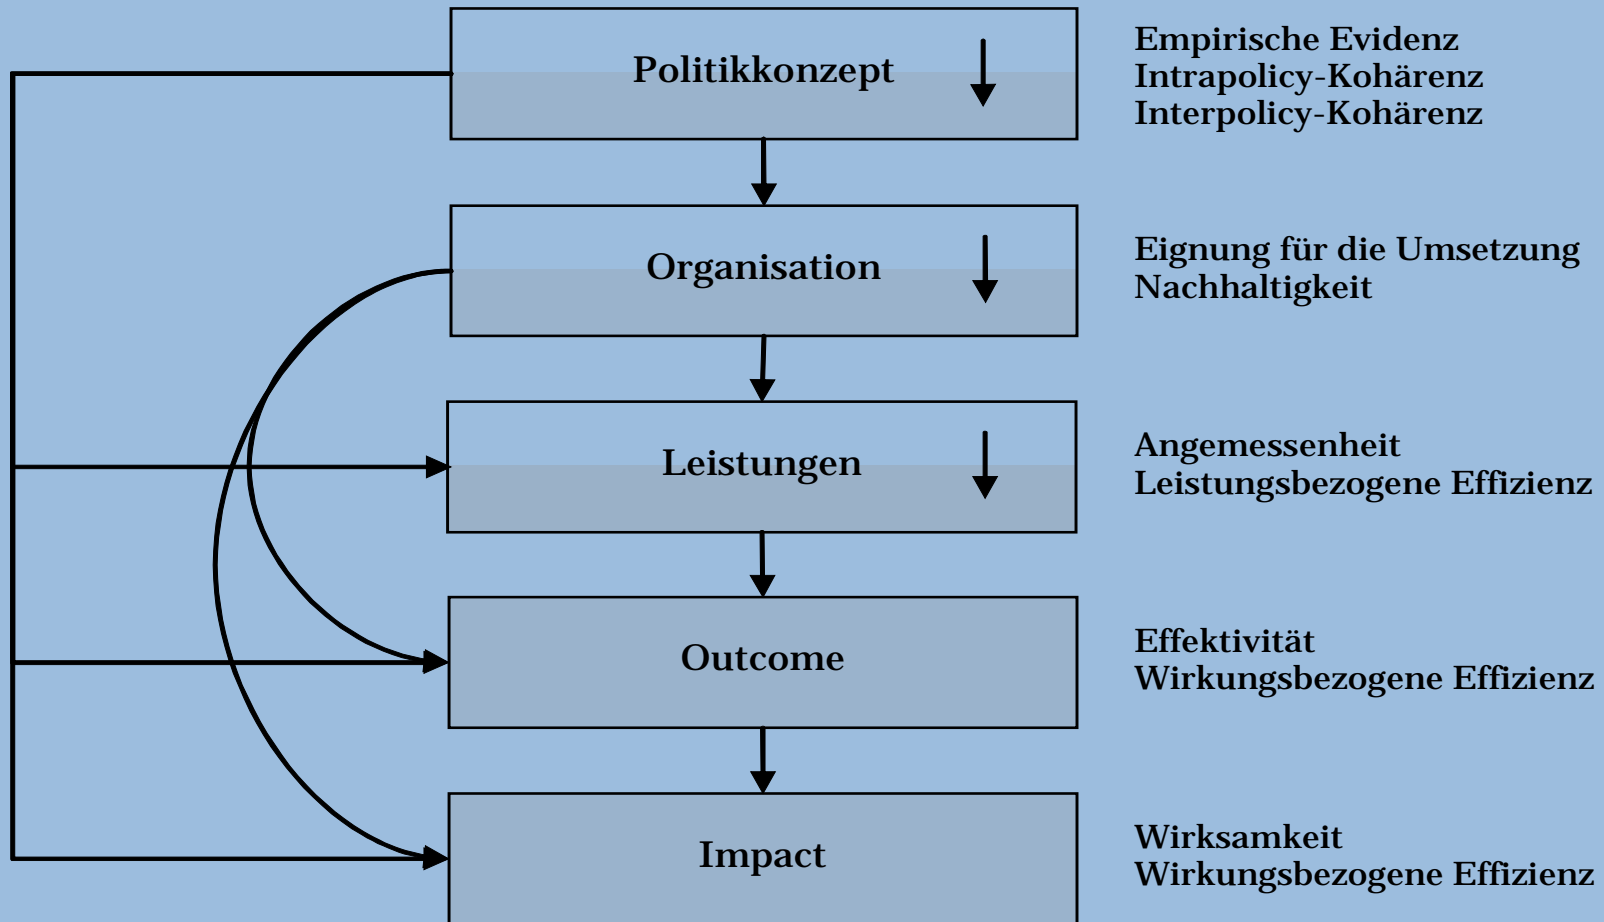 Politikkonzept
Empirische Evidenz
Intrapolicy-Kohärenz
Interpolicy-Kohärenz
Organisation
Eignung für die Umsetzung
Nachhaltigkeit
Leistungen
Angemessenheit
Leistungsbezogene Effizienz
Outcome
Effektivität
Wirkungsbezogene Effizienz
Impact
Wirksamkeit
Wirkungsbezogene Effizienz